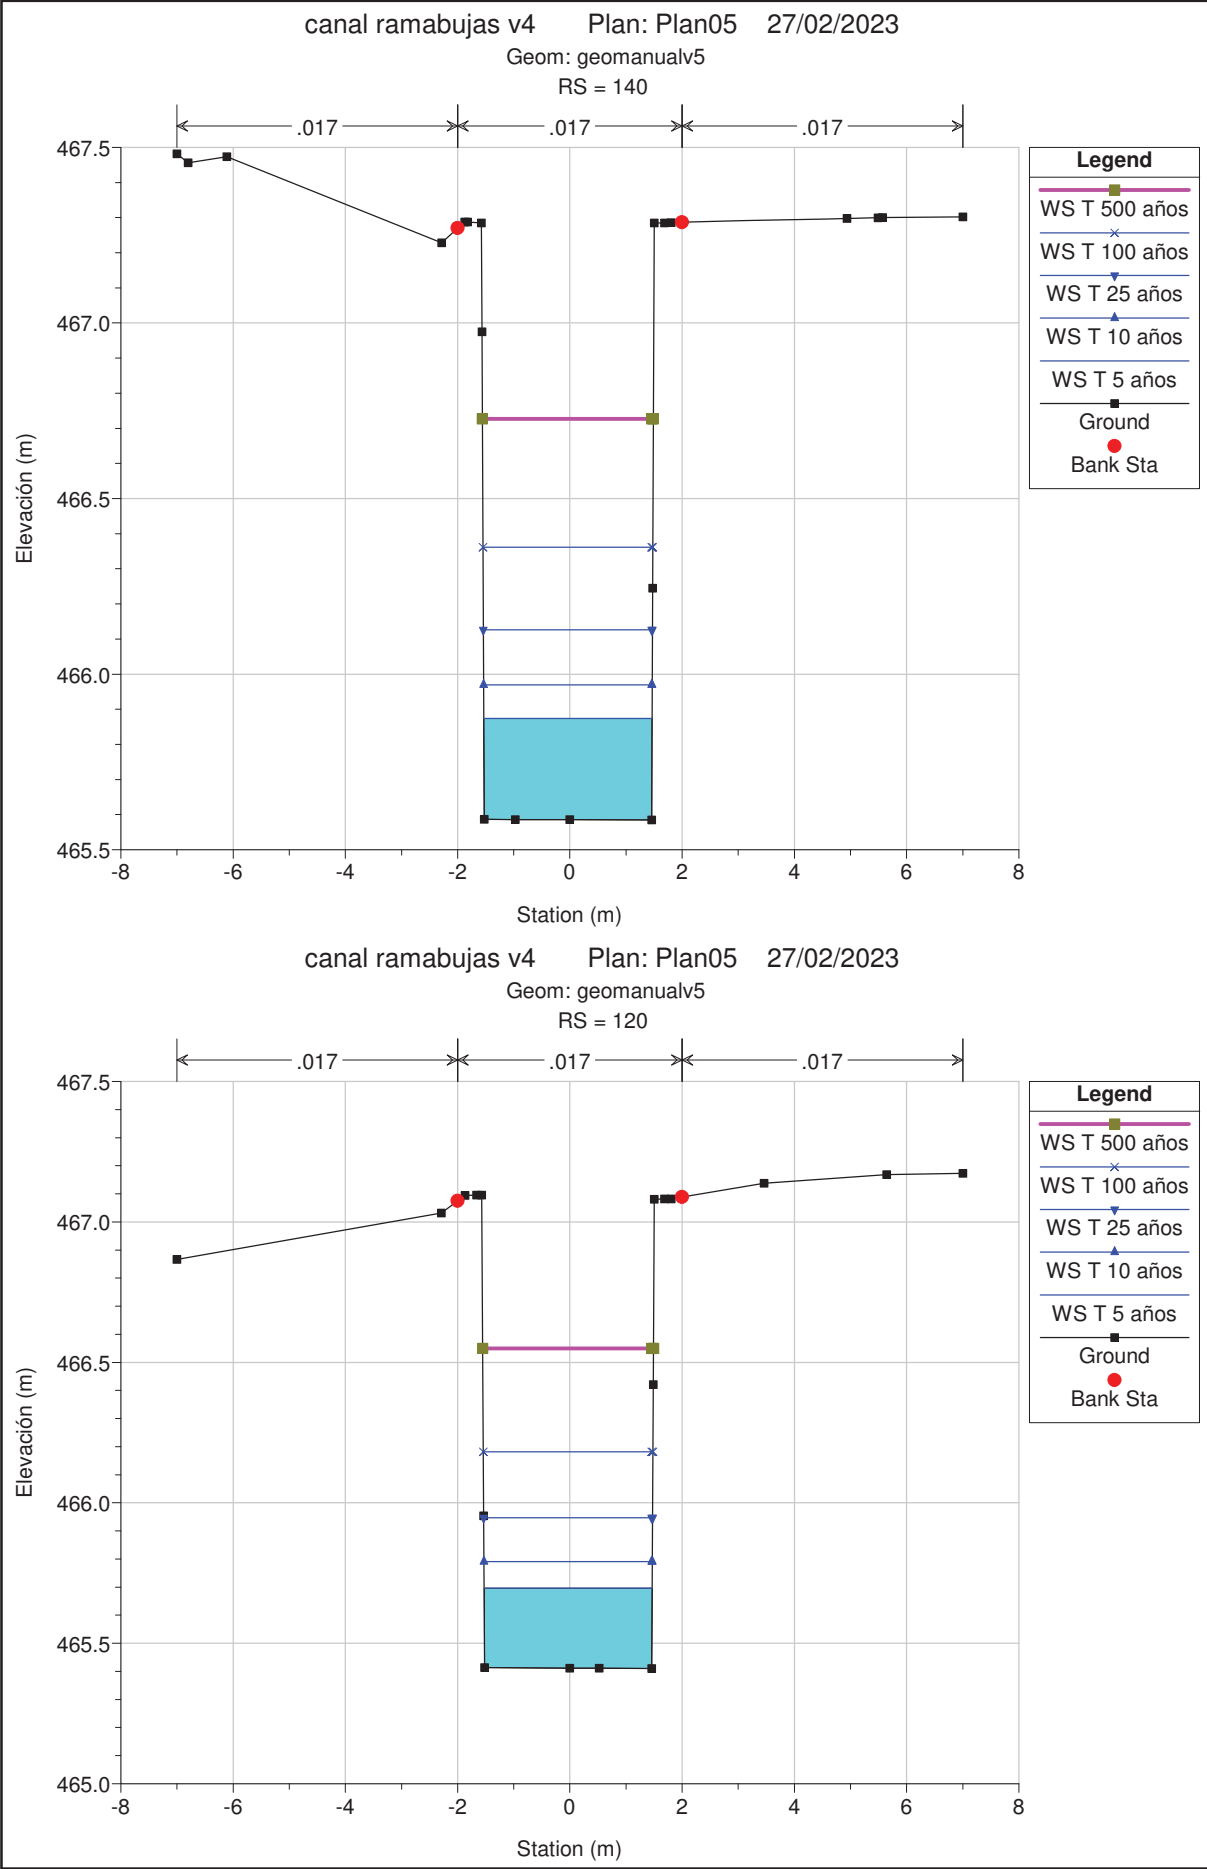 canal ramabujas v4 Plan: Plan05 27/02/2023
Geom: geomanualv5
RS = 140
.017 .017 .017
Legend
WS T 500 años
WS T 100 años
WS T 25 años
WS T 10 años
WS T 5 años
Ground
Bank Sta
467.5
467.0
466.5
466.0
465.5
Elevación (m)
-8 -6 -4 -2 0 2 4 6 8
Station (m)
canal ramabujas v4 Plan: Plan05 27/02/2023
Geom: geomanualv5
RS = 120
.017 .017 .017
Legend
WS T 500 años
WS T 100 años
WS T 25 años
WS T 10 años
WS T 5 años
Ground
Bank Sta
467.5
467.0
466.5
466.0
465.5
465.0
Elevación (m)
-8 -6 -4 -2 0 2 4 6 8
Station (m)